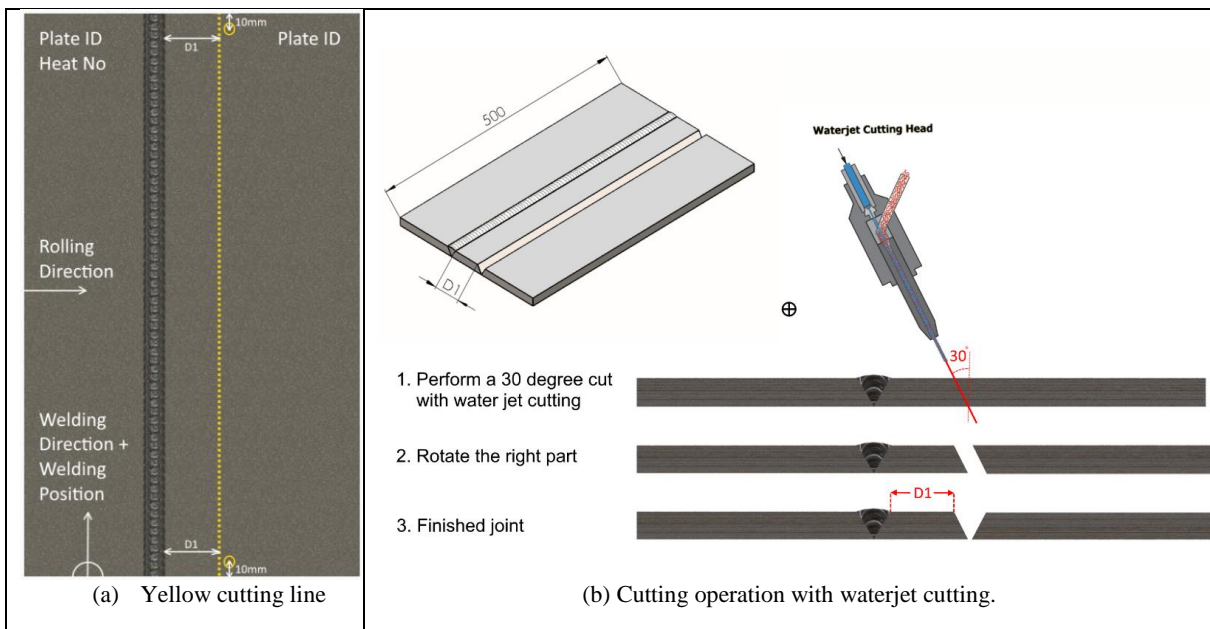 10mm
D1
Plate ID
Heat No
Plate ID
Rolling
Direction
Welding
Direction +
Welding
Position
D1
10mm
(a) Yellow cutting line
500
D1
Waterjet Cutting Head
30°
1. Perform a 30 degree cut
with water jet cutting
2. Rotate the right part
D1
3. Finished joint
(b) Cutting operation with waterjet cutting.